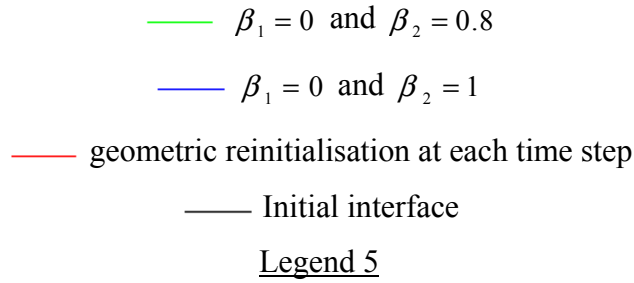 β₁ = 0 and β₂ = 0.8
β₁ = 0 and β₂ = 1
geometric reinitialisation at each time step
Initial interface
Legend 5